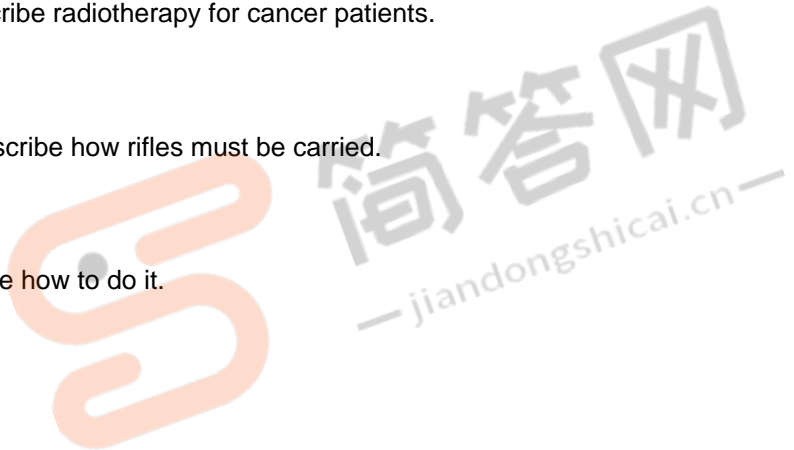 cribe radiotherapy for cancer patients.
简答网
scribe how rifles must be carried.
jiandongshicai.cn
e how to do it.